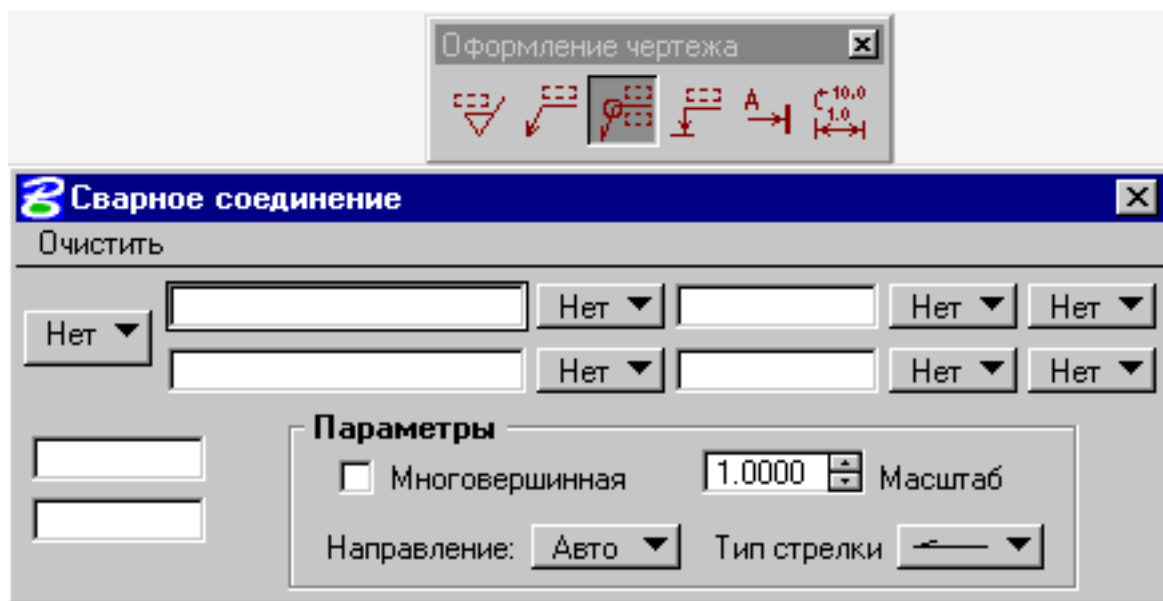 Оформление чертежа
А 10.0
1.0
Сварное соединение
Очистить
Нет Нет Нет Нет
Нет Нет Нет
Параметры
Многовершинная 1.0000 Масштаб
Направление: Авто Тип стрелки